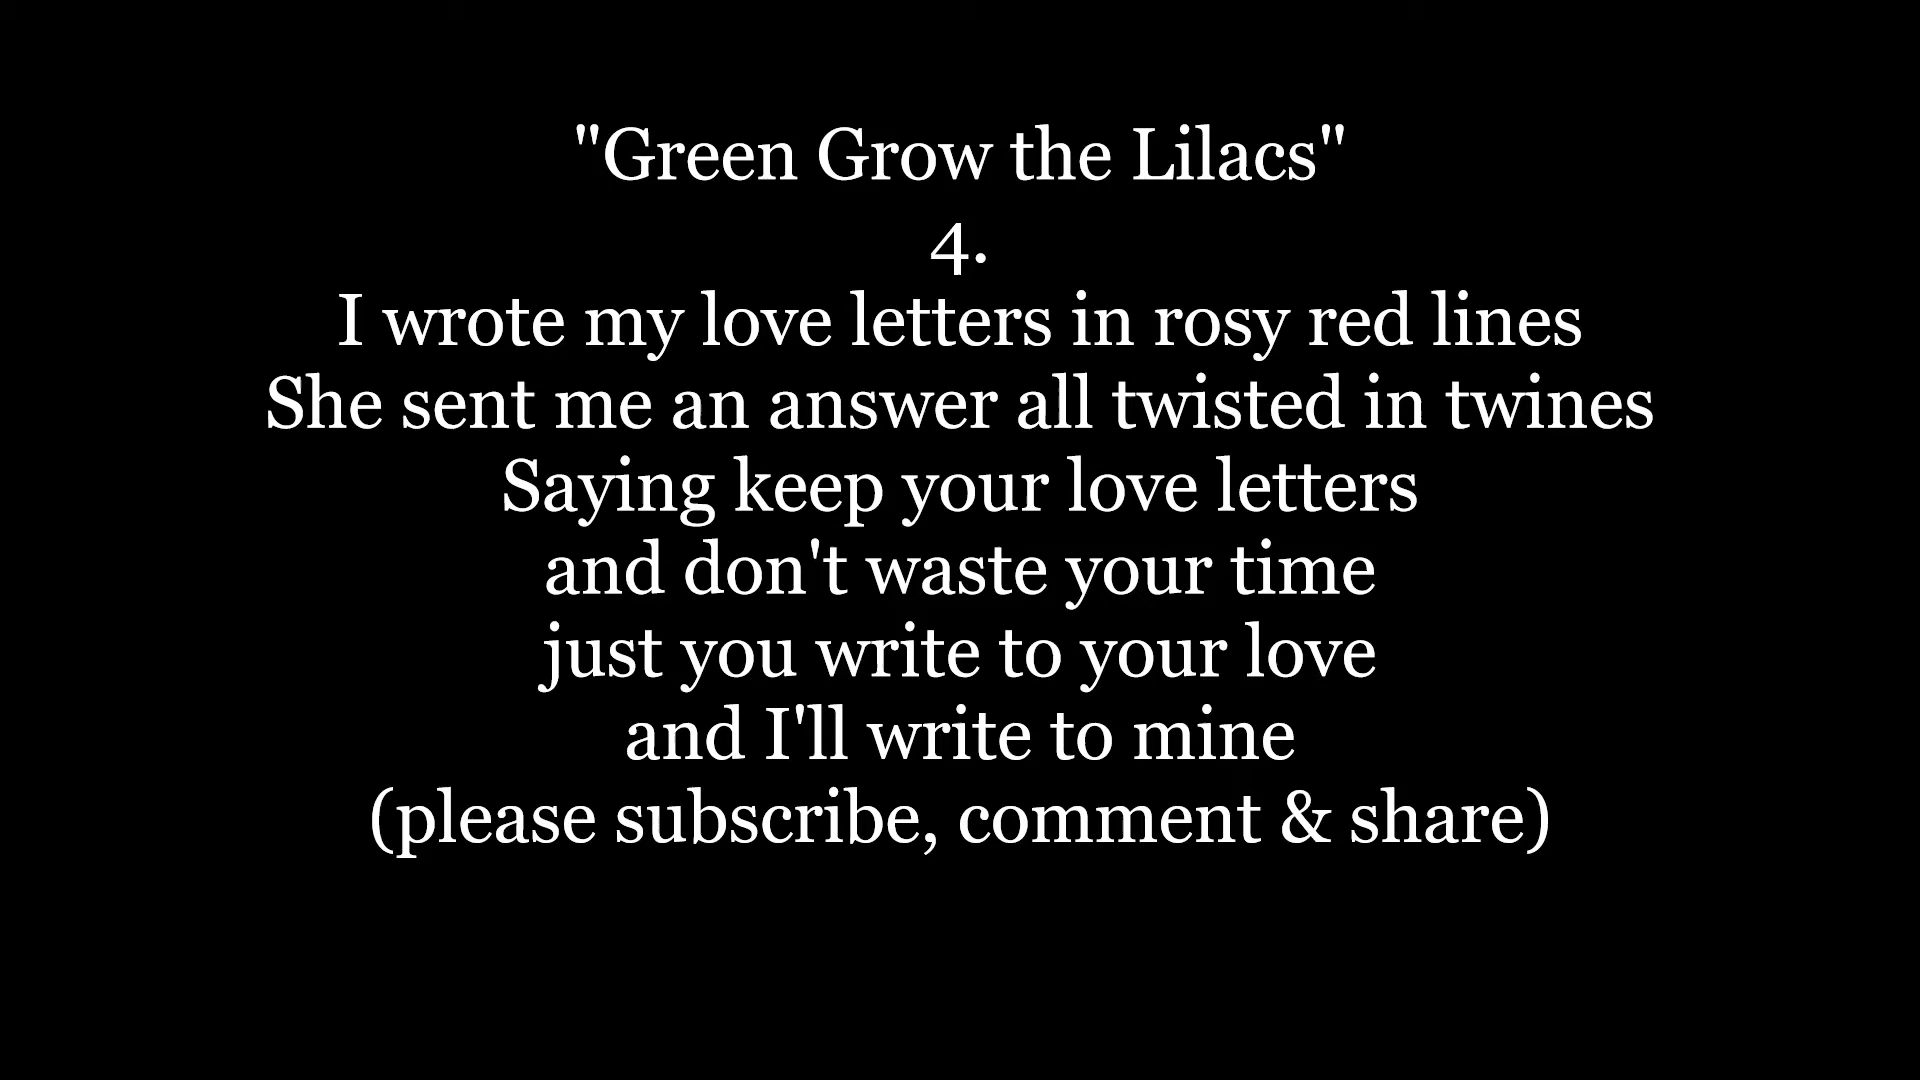 "Green Grow the Lilacs"
4.
I wrote my love letters in rosy red lines
She sent me an answer all twisted in twines
Saying keep your love letters
and don't waste your time
just you write to your love
and I'll write to mine
(please subscribe, comment & share)